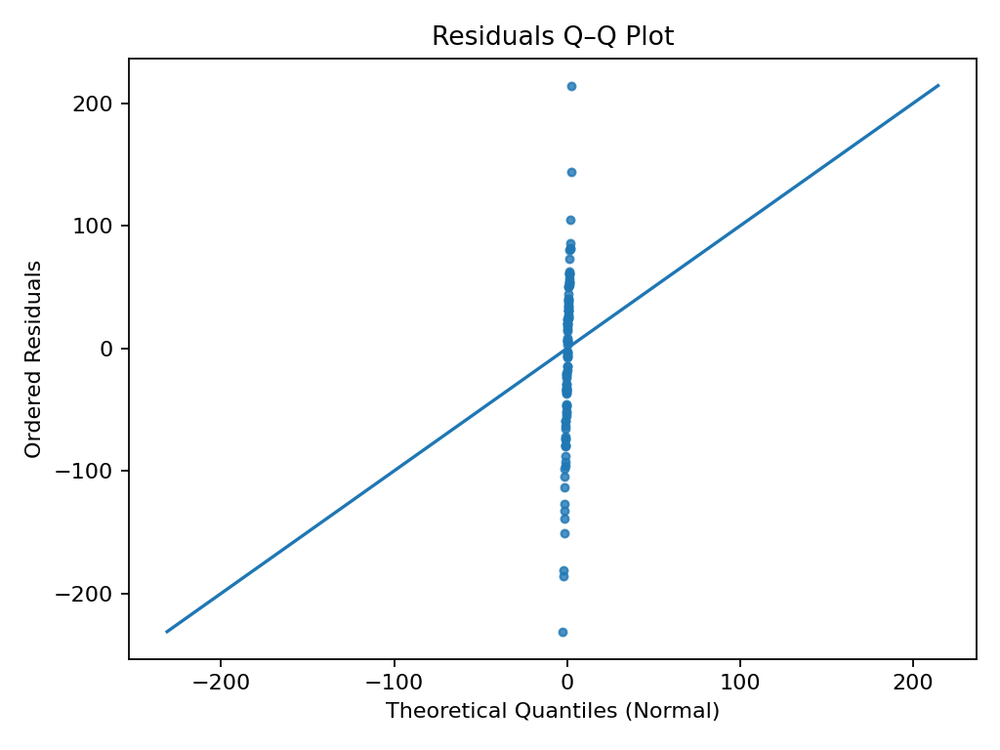 Residuals Q–Q Plot
200
100
0
−100
−200
Ordered Residuals
−200 −100 0 100 200
Theoretical Quantiles (Normal)